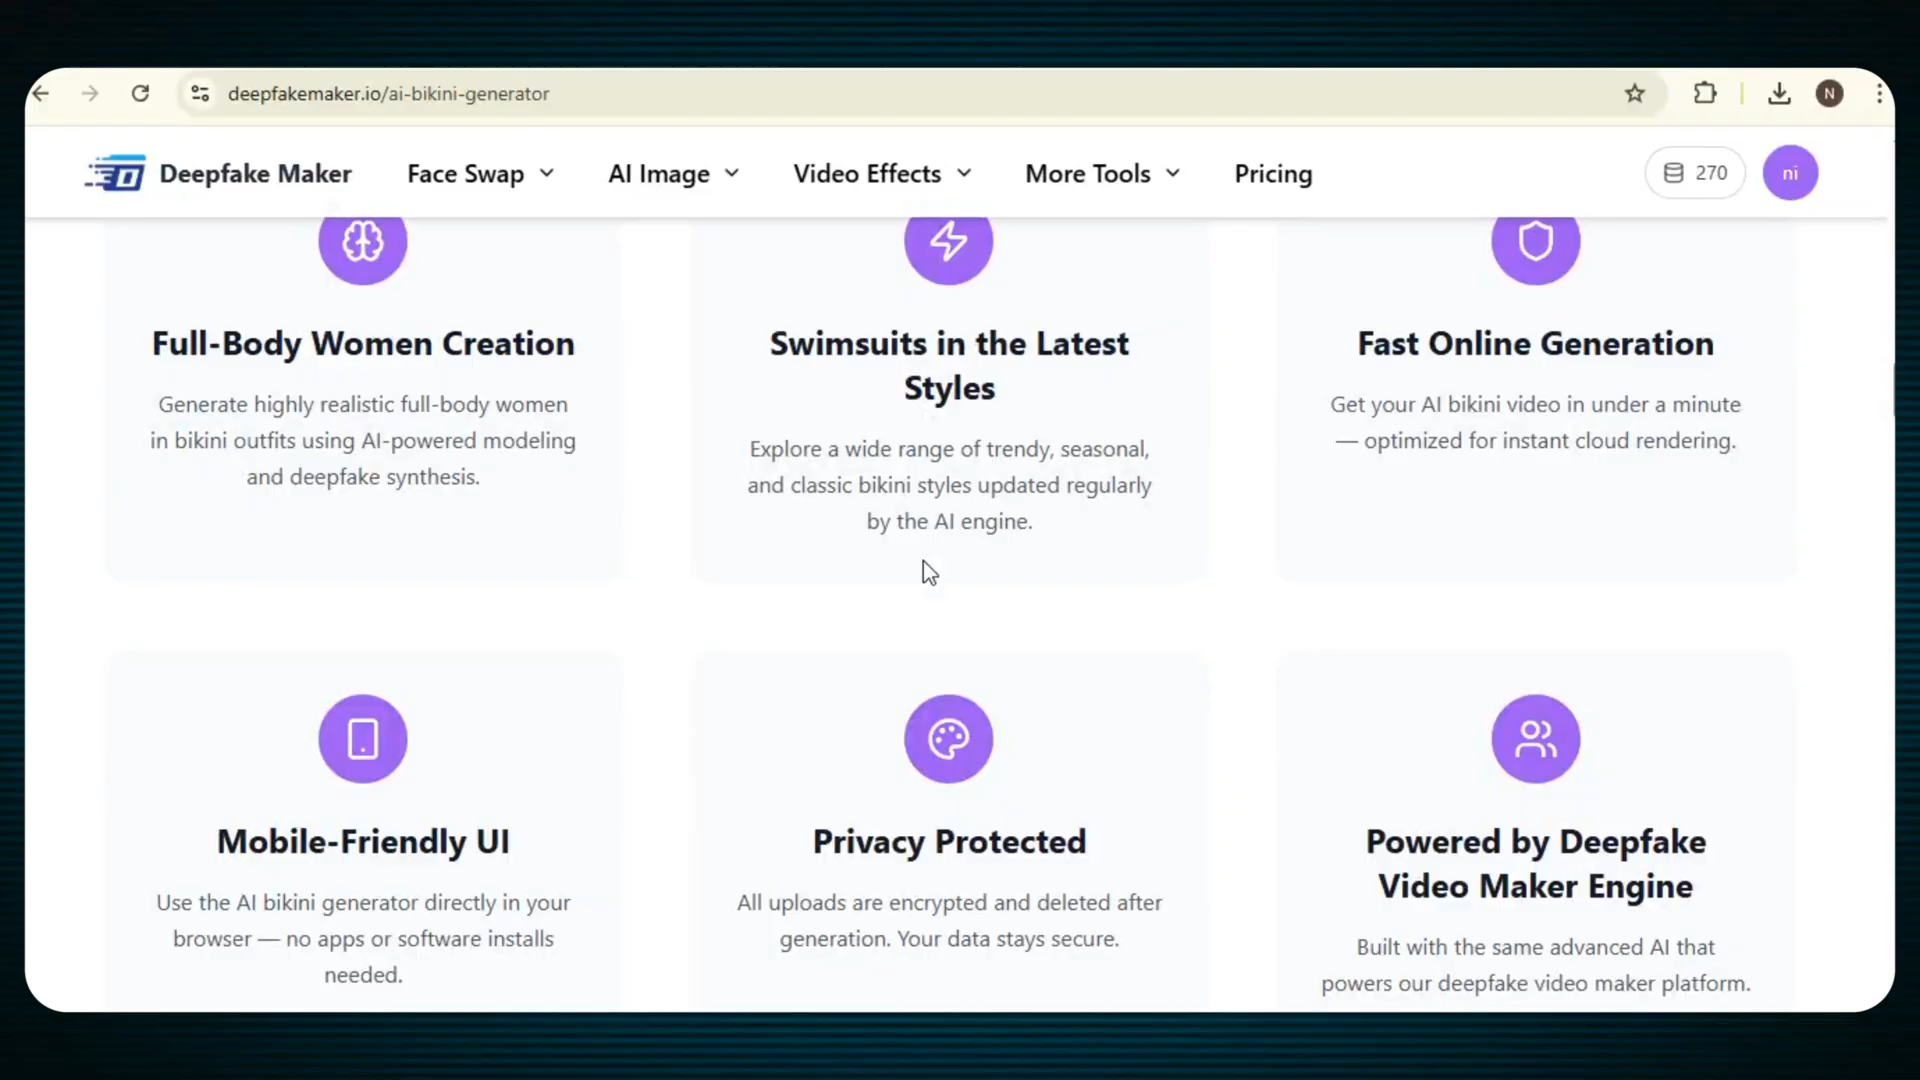 deepfakemaker.io/ai-bikini-generator
N
Deepfake Maker
Face Swap
AI Image
Video Effects
More Tools
Pricing
270
ni
Full-Body Women Creation
Generate highly realistic full-body women
in bikini outfits using AI-powered modeling
and deepfake synthesis.
Swimsuits in the Latest
Styles
Explore a wide range of trendy, seasonal,
and classic bikini styles updated regularly
by the AI engine.
Fast Online Generation
Get your AI bikini video in under a minute
— optimized for instant cloud rendering.
Mobile-Friendly UI
Use the AI bikini generator directly in your
browser — no apps or software installs
needed.
Privacy Protected
All uploads are encrypted and deleted after
generation. Your data stays secure.
Powered by Deepfake
Video Maker Engine
Built with the same advanced AI that
powers our deepfake video maker platform.